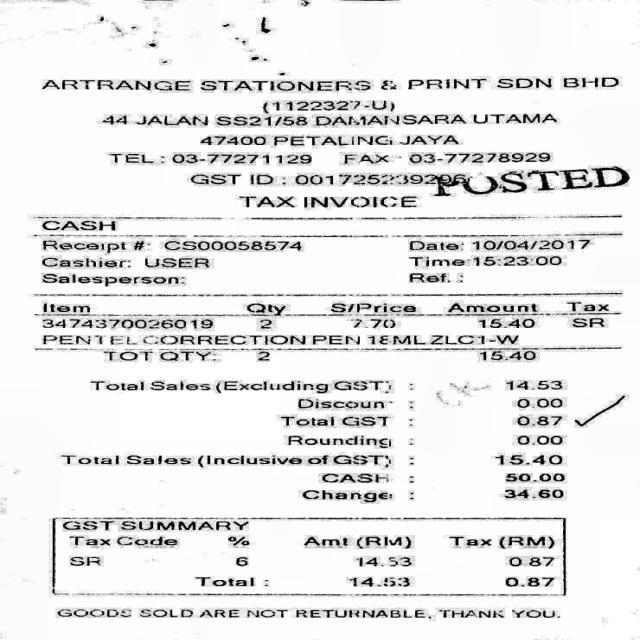 ARTRANGE STATIONERS & PRINT SDN BHD
(1122327-U)
44 JALAN SS21/58 DAMANSARA UTAMA
47400 PETALING JAYA
TEL : 03-77271129 FAX : 03-77278929
GST ID : 001725239296
POSTED
TAX INVOICE
CASH
Receipt #: CS00058574 Date: 10/04/2017
Cashier: USER Time:15:23:00
Salesperson: Ref. :
Item Qty S/Price Amount Tax
3474370026019 2 7.70 15.40 SR
PENTEL CORRECTION PEN 18ML ZLC1-W
TOT QTY: 2 15.40
Total Sales (Excluding GST) : 14.53
Discoun : 0.00
Total GST : 0.87
Rounding : 0.00
Total Sales (Inclusive of GST) : 15.40
CASH : 50.00
Change : 34.60
GST SUMMARY
Tax Code % Amt (RM) Tax (RM)
SR 6 14.53 0.87
Total : 14.53 0.87
GOODS SOLD ARE NOT RETURNABLE, THANK YOU.